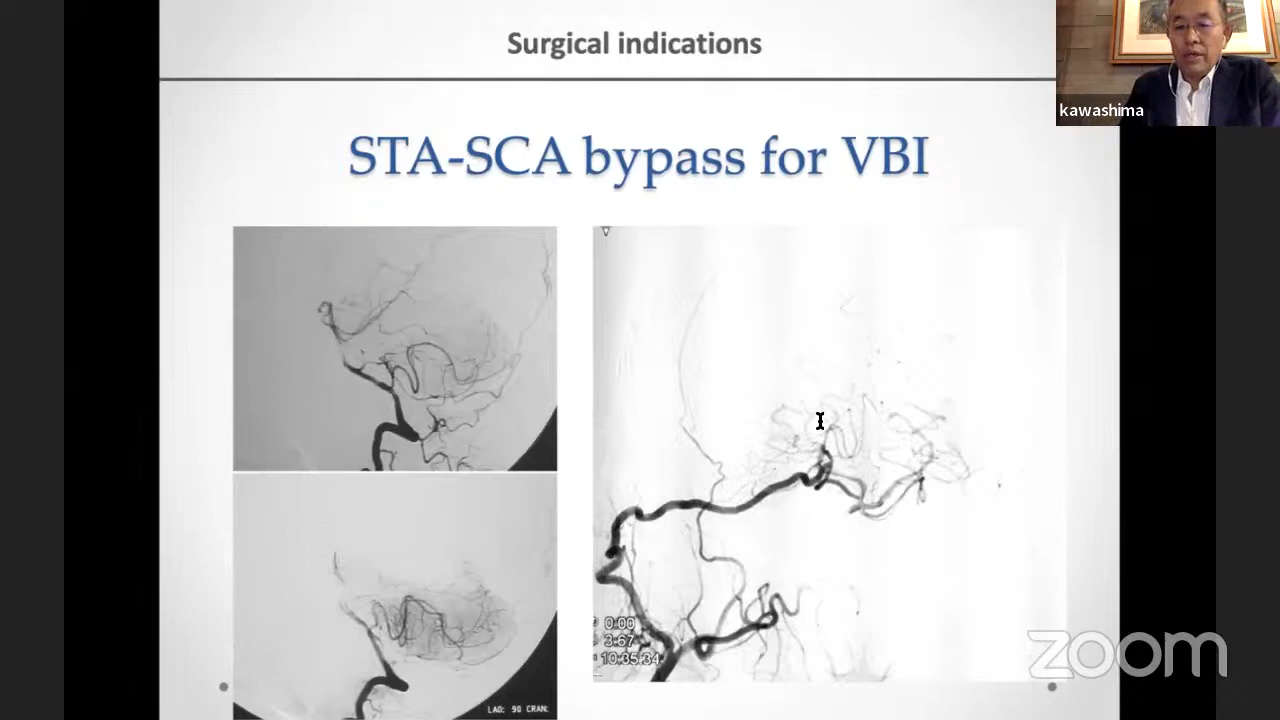 Surgical indications
kawashima
STA-SCA bypass for VBI
0:00
3:67
10:35:34
LAO: 90 CRAN:
zoom